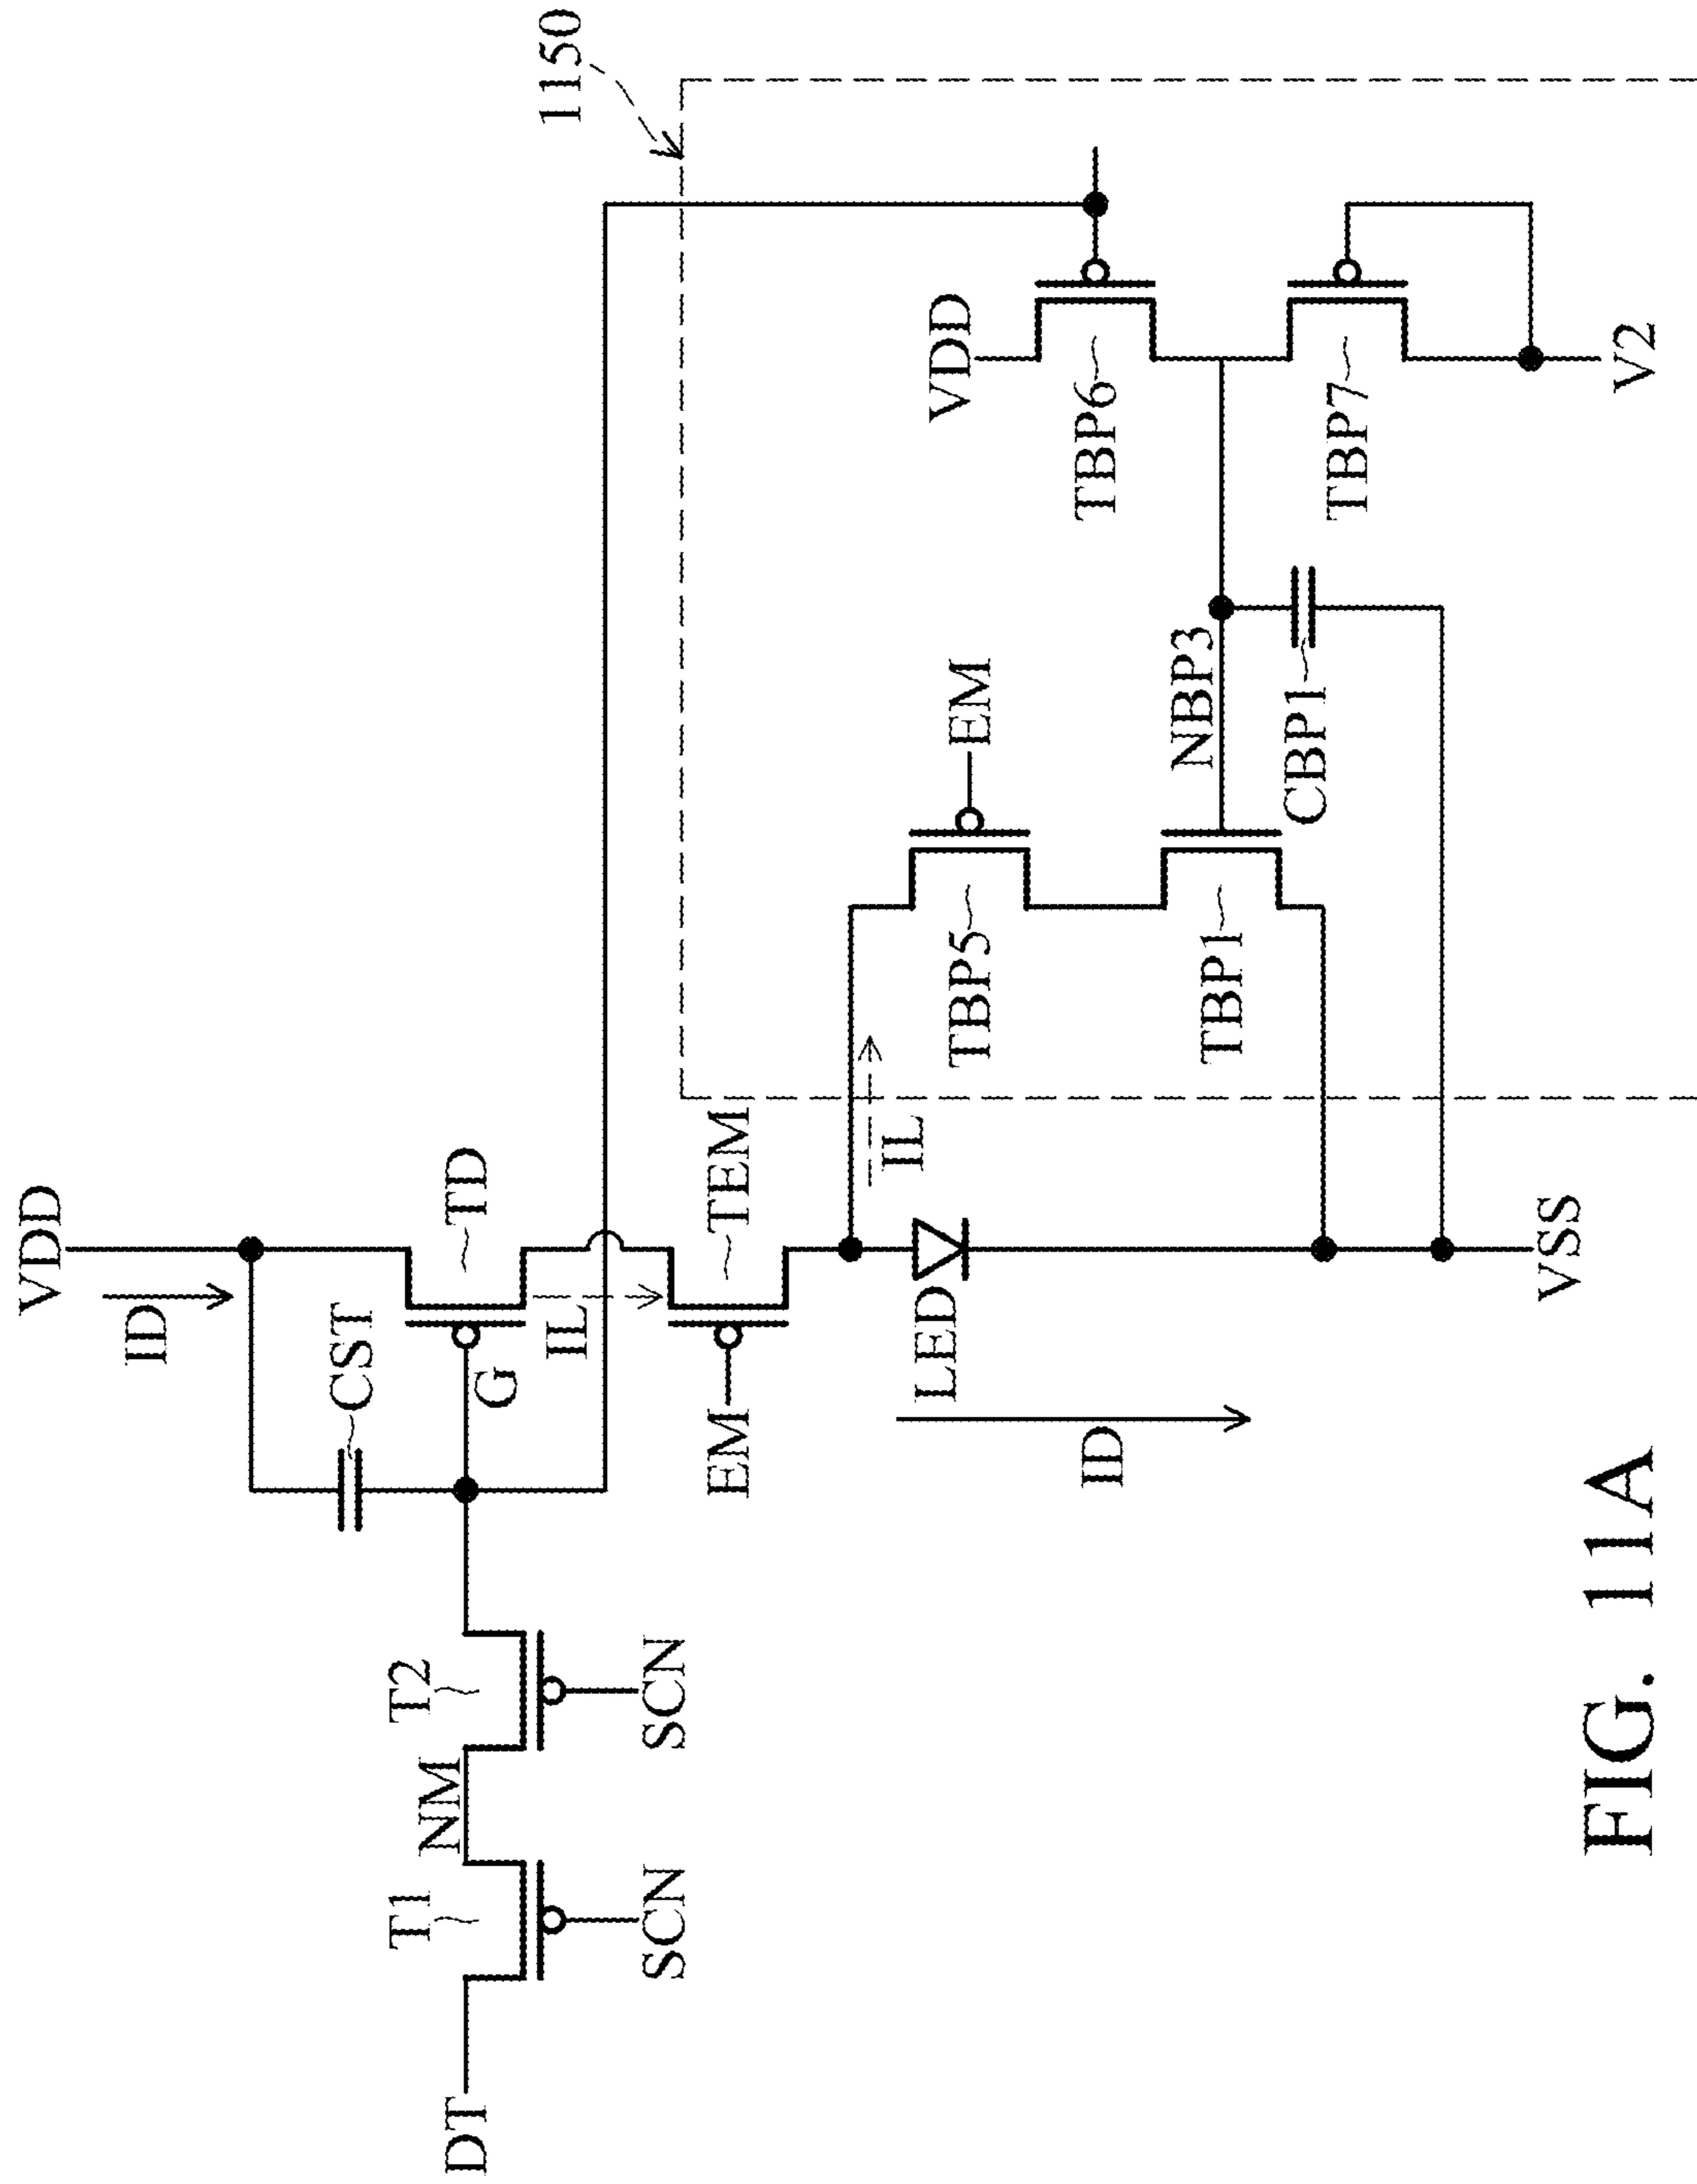 1150
VDD
ID
CST
TD
G
IL
T2
NM
T1
DT
SCN
SCN
EM
TEM
VDD
TBP6
IL
EM
TBP5
NBP3
LED
TBP1
CBP1
TBP7
ID
VSS
V2
FIG. 11A